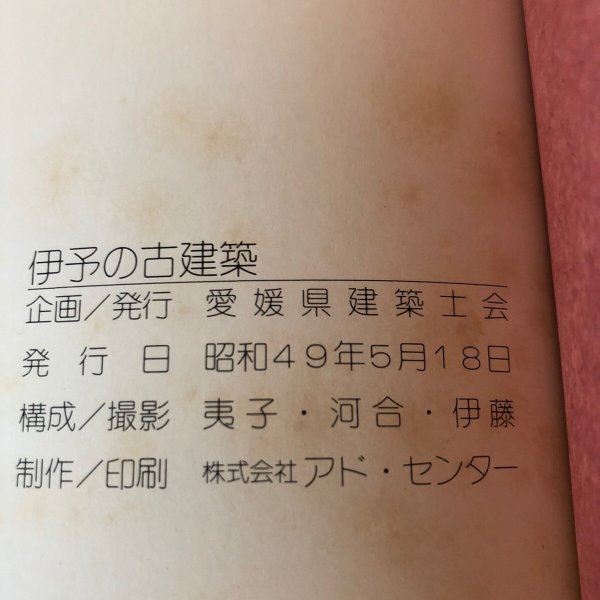 伊予の古建築
企画/発行 愛媛県建築士会
発行日 昭和49年5月18日
構成/撮影 夷子・河合・伊藤
制作/印刷 株式会社アド・センター